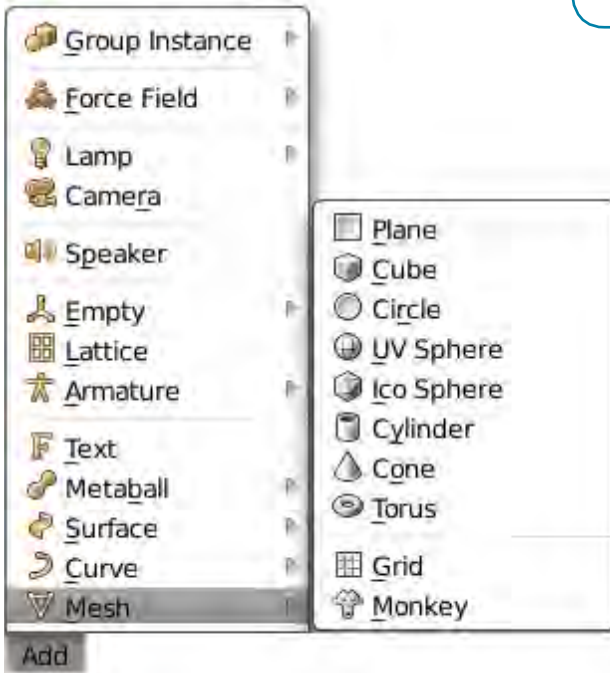 Group Instance
Force Field
Lamp
Camera
Speaker
Empty
Lattice
Armature
Text
Metaball
Surface
Curve
Mesh
Add
Plane
Cube
Circle
UV Sphere
Ico Sphere
Cylinder
Cone
Torus
Grid
Monkey